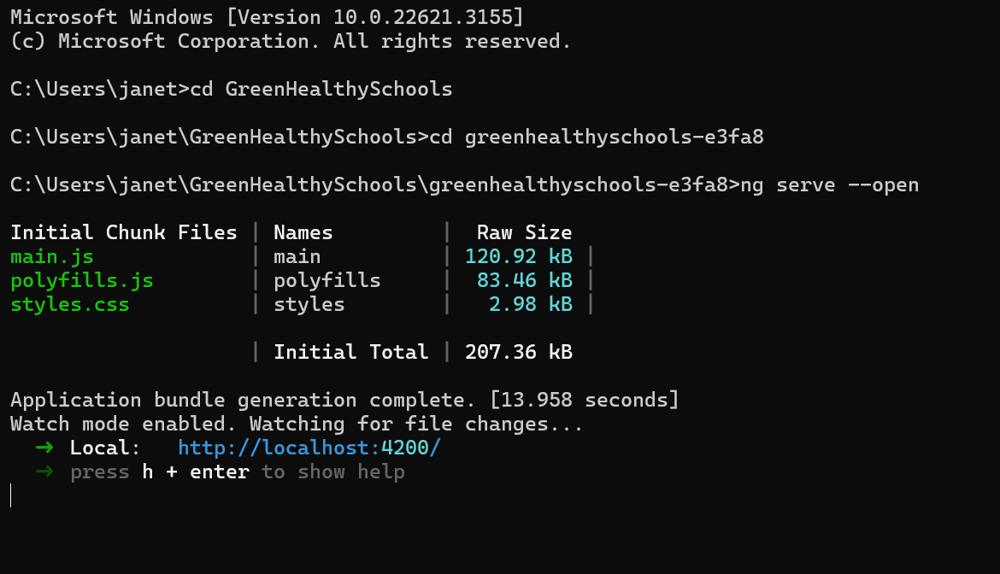 Microsoft Windows [Version 10.0.22621.3155]
(c) Microsoft Corporation. All rights reserved.
C:\Users\janet>cd GreenHealthySchools
C:\Users\janet\GreenHealthySchools>cd greenhealthyschools-e3fa8
C:\Users\janet\GreenHealthySchools\greenhealthyschools-e3fa8>ng serve --open
Initial Chunk Files | Names         |  Raw Size
main.js             | main          | 120.92 kB |
polyfills.js        | polyfills     |  83.46 kB |
styles.css          | styles        |   2.98 kB |
                    | Initial Total | 207.36 kB
Application bundle generation complete. [13.958 seconds]
Watch mode enabled. Watching for file changes...
  ➜ Local:   http://localhost:4200/
  ➜ press h + enter to show help